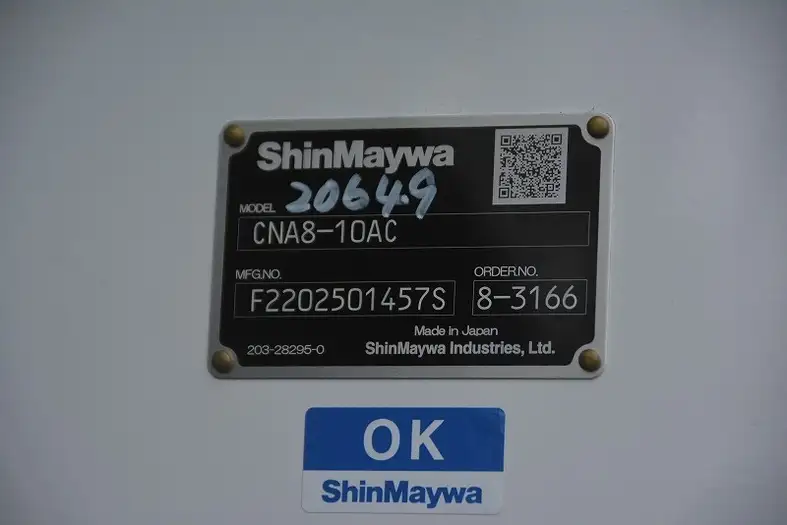 ShinMaywa
20649
MODEL
CNA8-10AC
MFG.NO.
ORDER.NO.
F2202501457S
8-3166
Made in Japan
203-28295-0
ShinMaywa Industries, Ltd.
OK
ShinMaywa